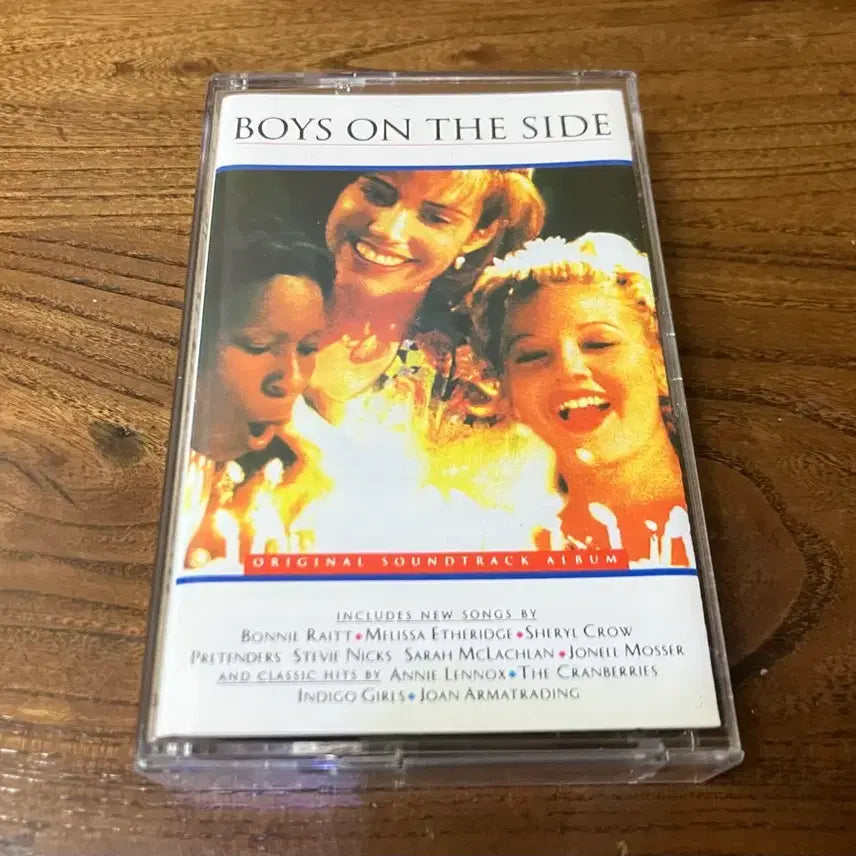 BOYS ON THE SIDE
ORIGINAL SOUNDTRACK ALBUM
INCLUDES NEW SONGS BY
BONNIE RAITT • MELISSA ETHERIDGE • SHERYL CROW
PRETENDERS STEVIE NICKS SARAH MCLACHLAN • JONELL MOSSER
AND CLASSIC HITS BY ANNIE LENNOX • THE CRANBERRIES
INDIGO GIRLS • JOAN ARMATRADING